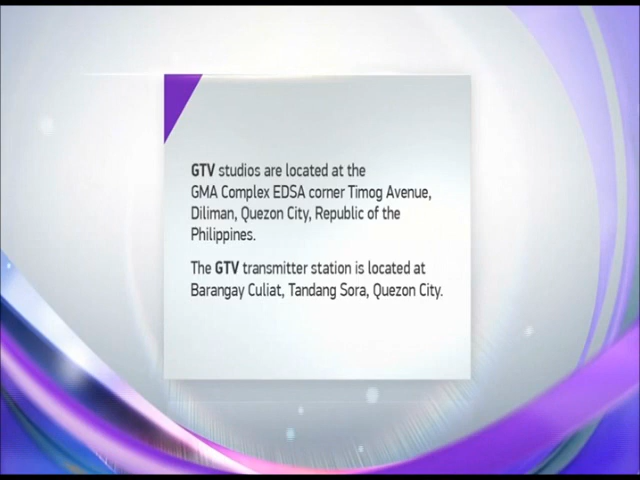 GTV studios are located at the
GMA Complex EDSA corner Timog Avenue,
Diliman, Quezon City, Republic of the
Philippines.
The GTV transmitter station is located at
Barangay Culiat, Tandang Sora, Quezon City.